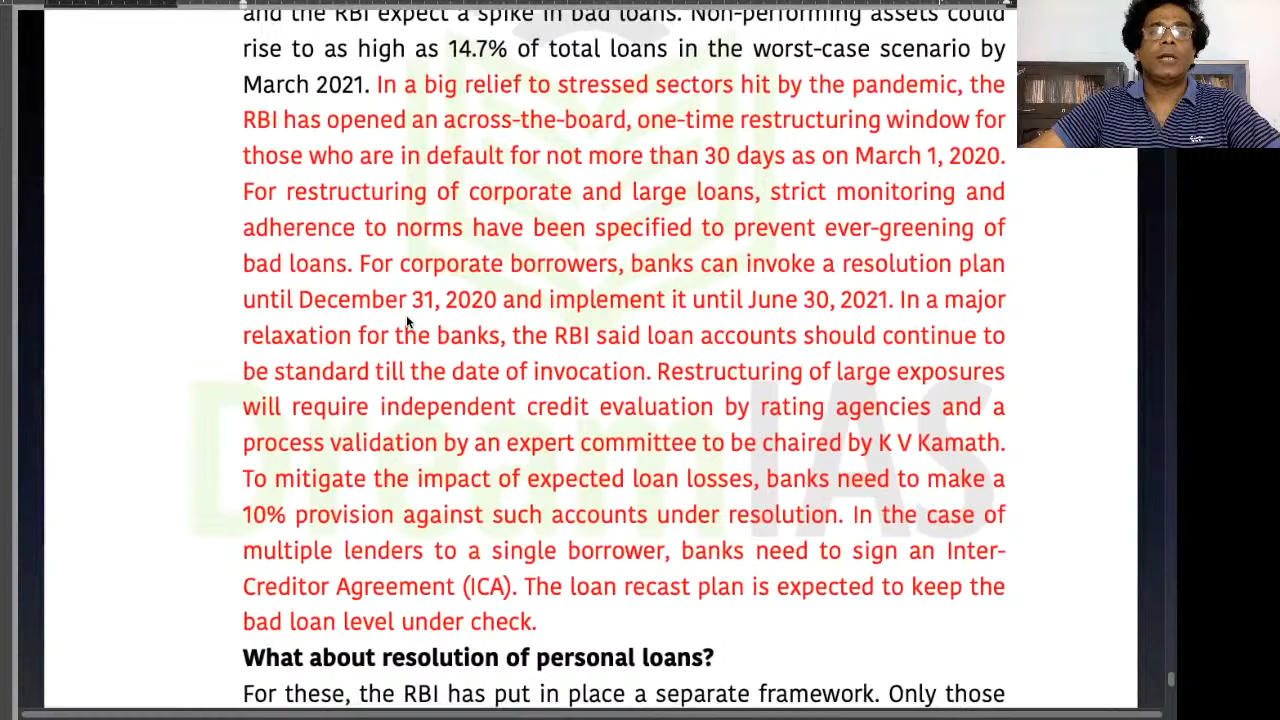 and the RBI expect a spike in bad loans. Non-performing assets could
rise to as high as 14.7% of total loans in the worst-case scenario by
March 2021. In a big relief to stressed sectors hit by the pandemic, the
RBI has opened an across-the-board, one-time restructuring window for
those who are in default for not more than 30 days as on March 1, 2020.
For restructuring of corporate and large loans, strict monitoring and
adherence to norms have been specified to prevent ever-greening of
bad loans. For corporate borrowers, banks can invoke a resolution plan
until December 31, 2020 and implement it until June 30, 2021. In a major
relaxation for the banks, the RBI said loan accounts should continue to
be standard till the date of invocation. Restructuring of large exposures
will require independent credit evaluation by rating agencies and a
process validation by an expert committee to be chaired by K V Kamath.
To mitigate the impact of expected loan losses, banks need to make a
10% provision against such accounts under resolution. In the case of
multiple lenders to a single borrower, banks need to sign an Inter-
Creditor Agreement (ICA). The loan recast plan is expected to keep the
bad loan level under check.
What about resolution of personal loans?
For these, the RBI has put in place a separate framework. Only those
Dream IAS